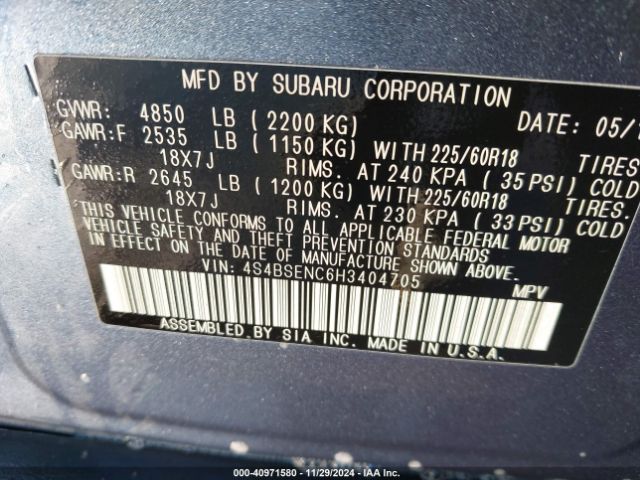 MFD BY SUBARU CORPORATION
GVWR: 4850 LB ( 2200 KG) DATE: 05/
GAWR:F 2535 LB ( 1150 KG) WITH 225/60R18 TIRES
18X7J RIMS. AT 240 KPA ( 35 PSI) COLD
GAWR:R 2645 LB ( 1200 KG) WITH 225/60R18 TIRES.
18X7J RIMS. AT 230 KPA ( 33 PSI) COLD
THIS VEHICLE CONFORMS TO ALL APPLICABLE FEDERAL MOTOR
VEHICLE SAFETY AND THEFT PREVENTION STANDARDS
IN EFFECT ON THE DATE OF MANUFACTURE SHOWN ABOVE.
VIN: 4S4BSENC6H3404705 MPV
ASSEMBLED BY SIA INC. MADE IN U.S.A.
000-40971580 - 11/29/2024 - IAAI.com